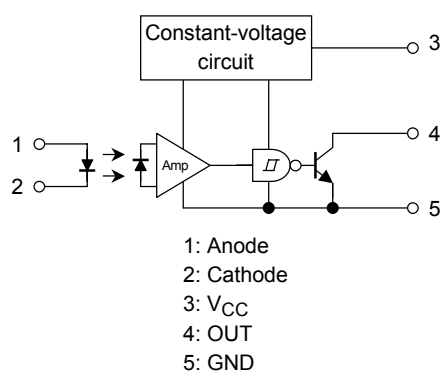 Constant-voltage
circuit
3
1
2
Amp
4
5
1: Anode
2: Cathode
3: VCC
4: OUT
5: GND